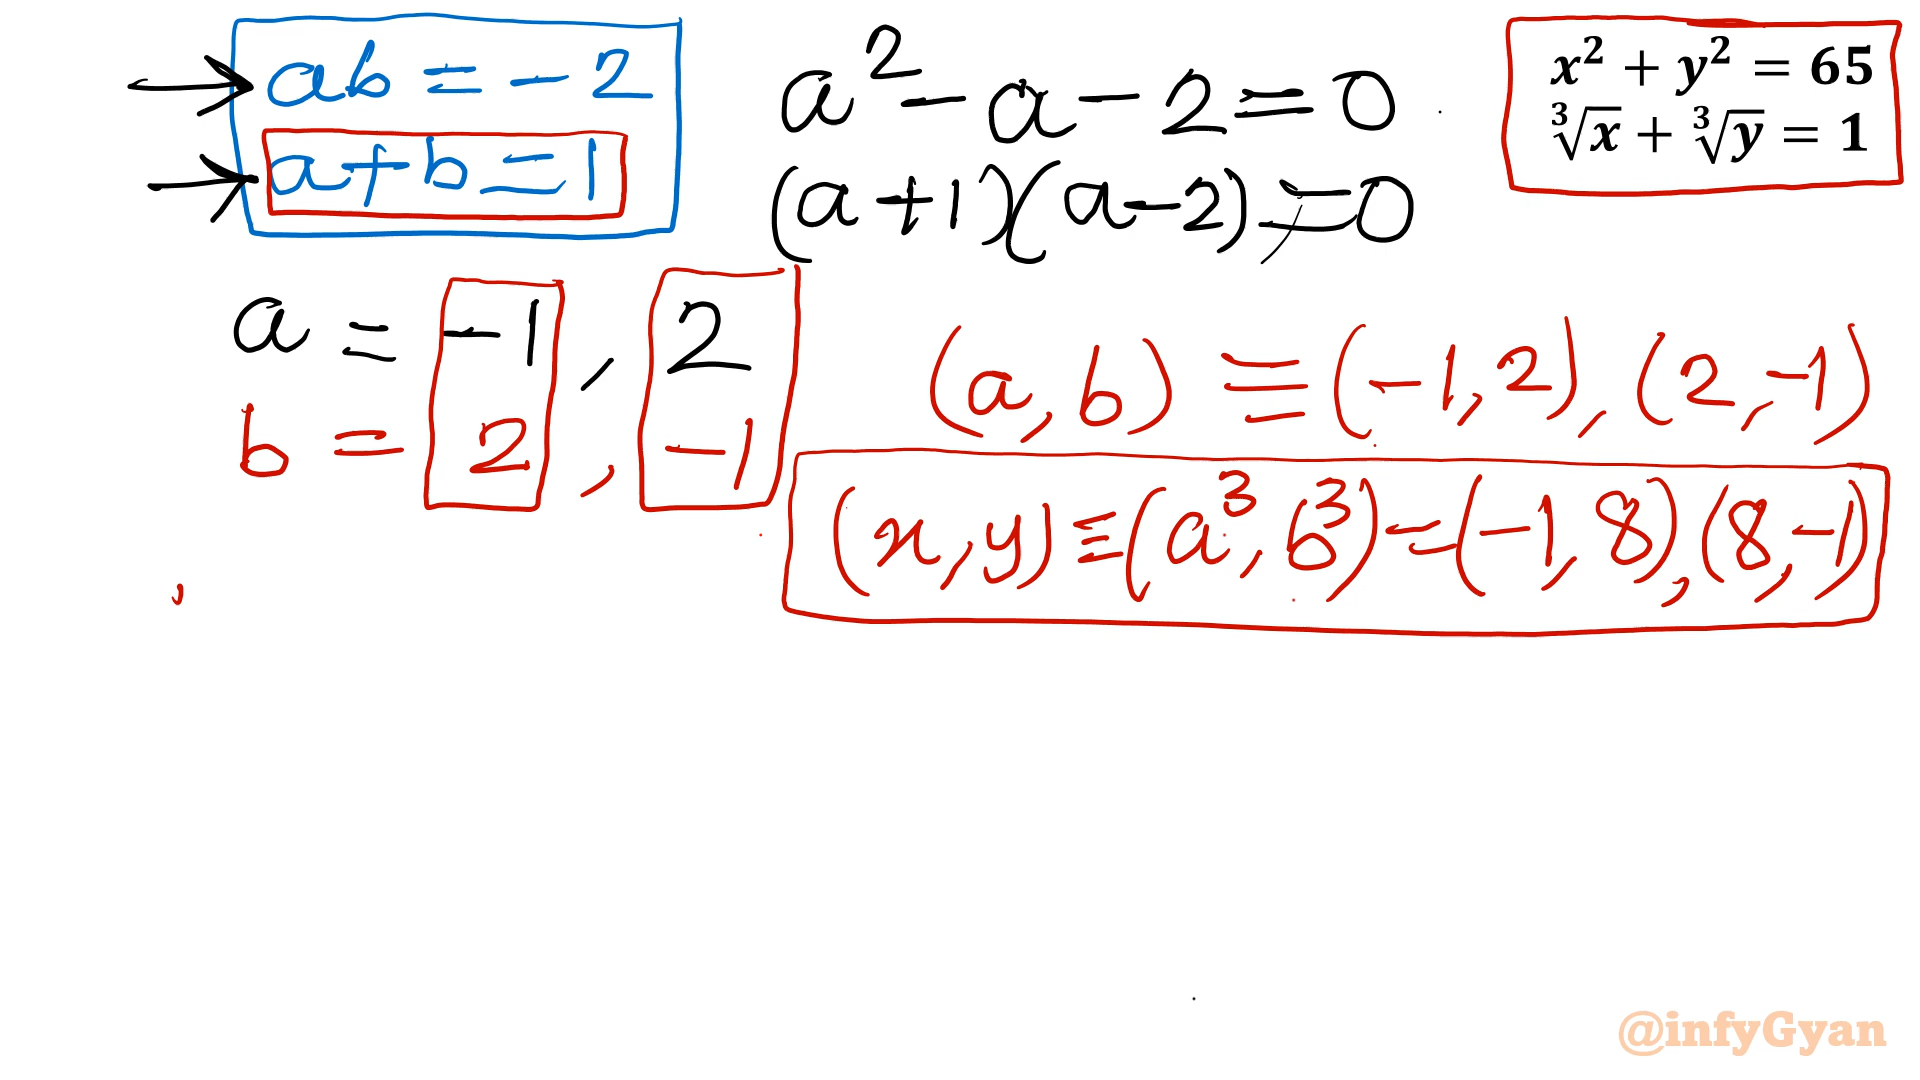 ab = -2
a+b=1
a² - a - 2 = 0
(a+1)(a-2) = 0
x² + y² = 65
∛x + ∛y = 1
a = -1, 2
b = 2, -1
(a,b) ≡ (-1,2), (2,-1)
(x,y) ≡ (a³, b³) = (-1,8), (8,-1)
@infyGyan